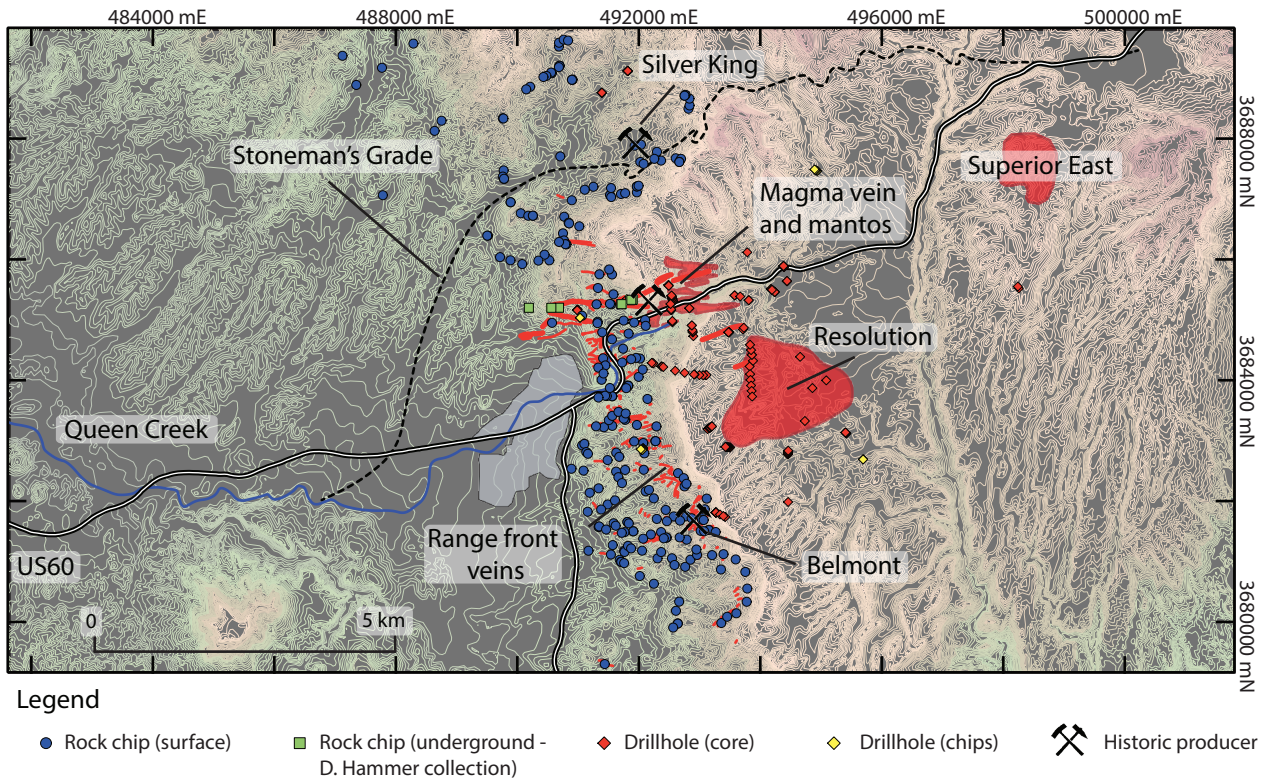 484000 mE
488000 mE
492000 mE
496000 mE
500000 mE
Silver King
Stoneman's Grade
Superior East
3688000 mN
Magma vein
and mantos
Resolution
3684000 mN
Queen Creek
Range front
veins
Belmont
US60
0
5 km
3680000 mN
Legend
Rock chip (surface)
Rock chip (underground -
D. Hammer collection)
Drillhole (core)
Drillhole (chips)
Historic producer